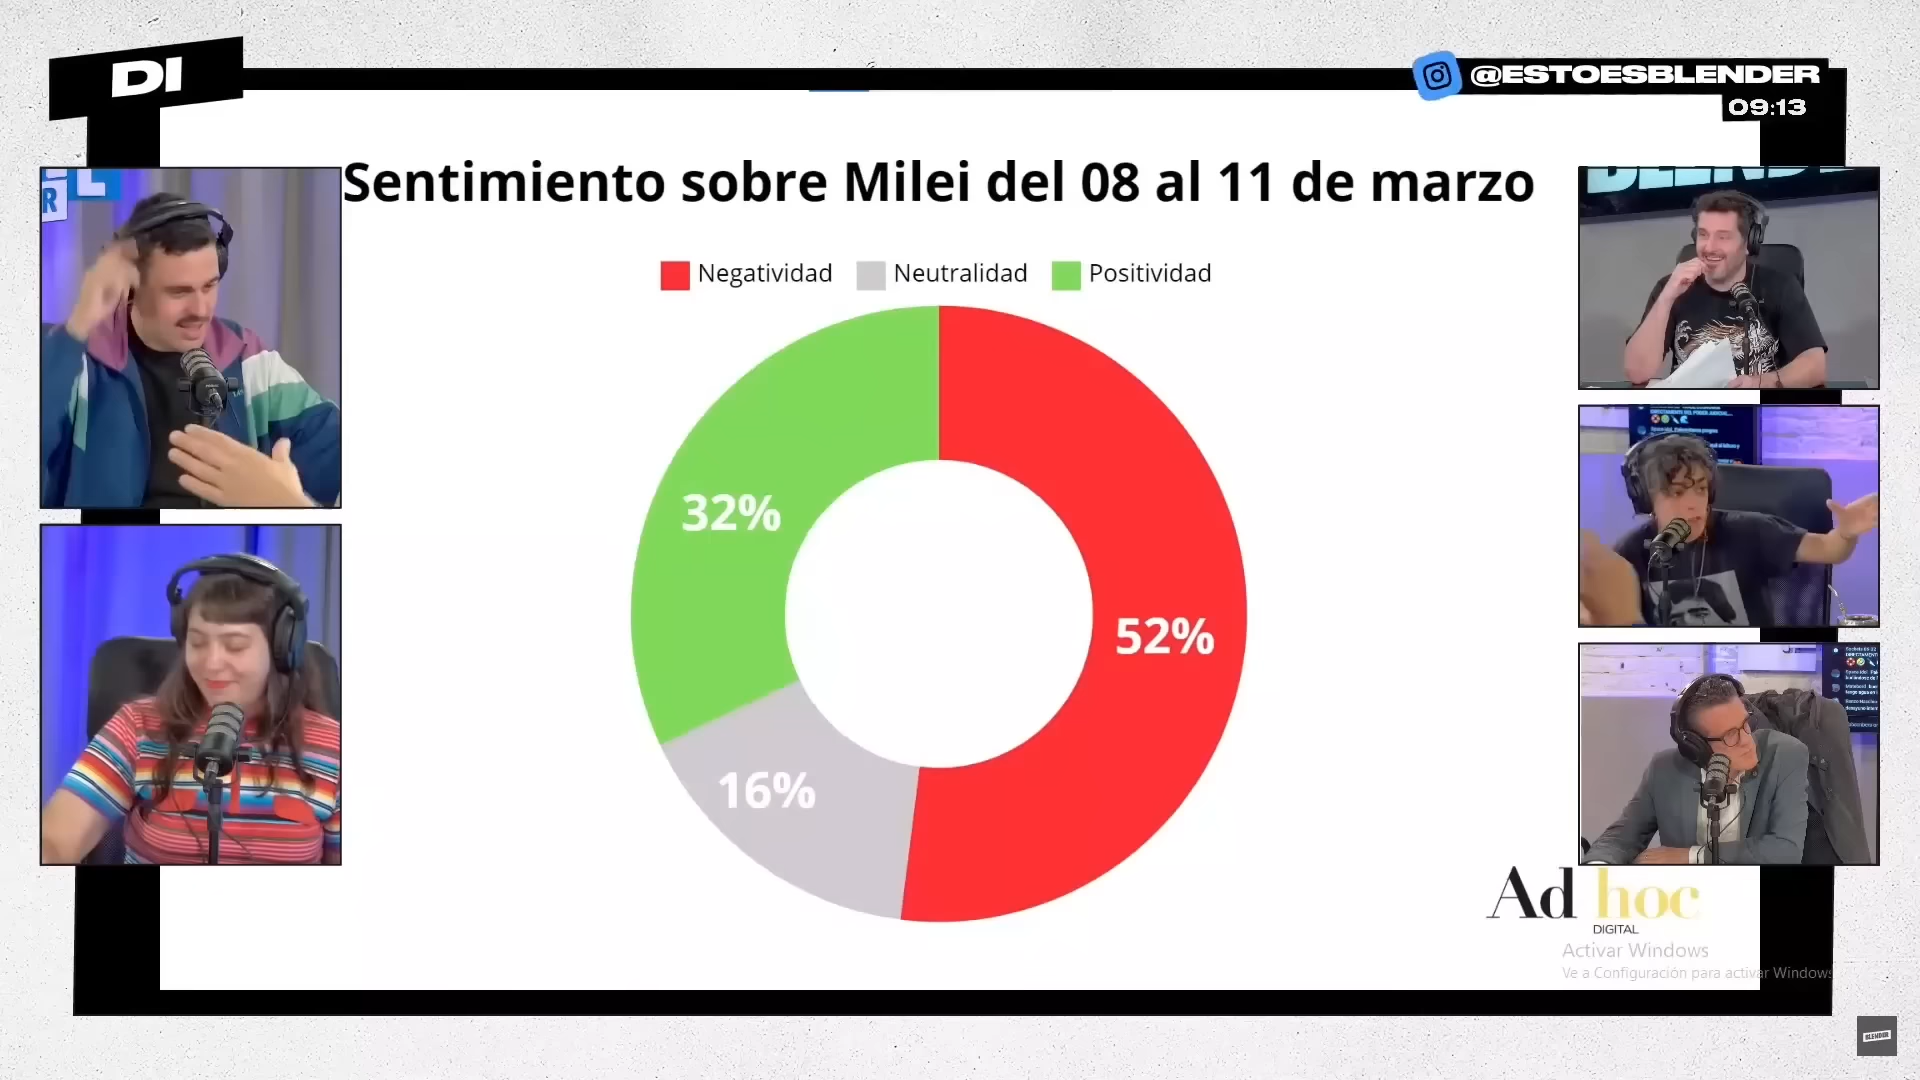 DI
@ESTOESBLENDER
09:13
Sentimiento sobre Milei del 08 al 11 de marzo
Negatividad Neutralidad Positividad
32%
52%
16%
Ad hoc
DIGITAL
Activar Windows
Ve a Configuración para activar Windows
BLENDER